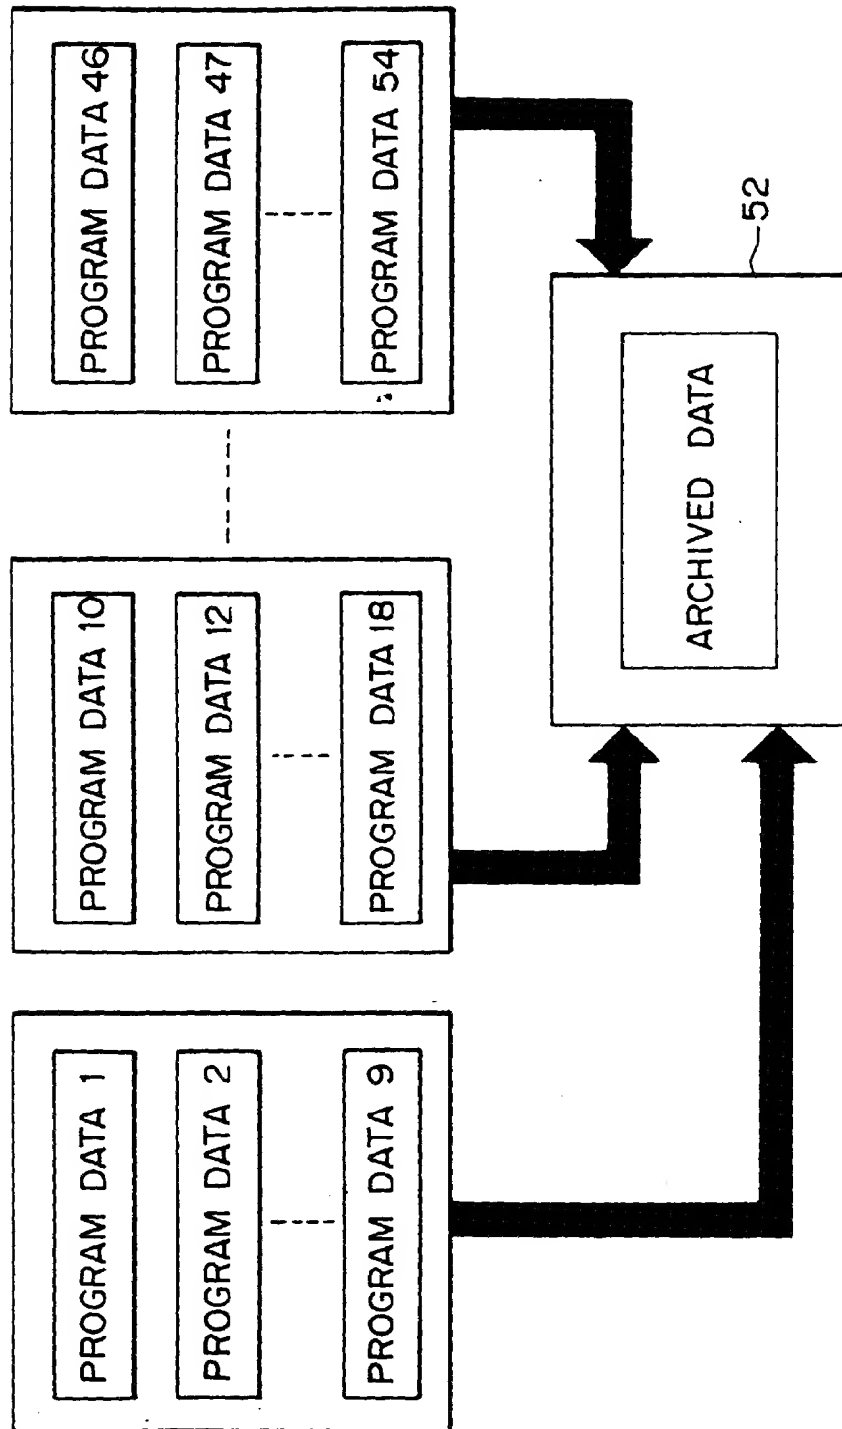 PROGRAM DATA 1
PROGRAM DATA 2
PROGRAM DATA 9
PROGRAM DATA 10
PROGRAM DATA 12
PROGRAM DATA 18
PROGRAM DATA 46
PROGRAM DATA 47
PROGRAM DATA 54
ARCHIVED DATA
52